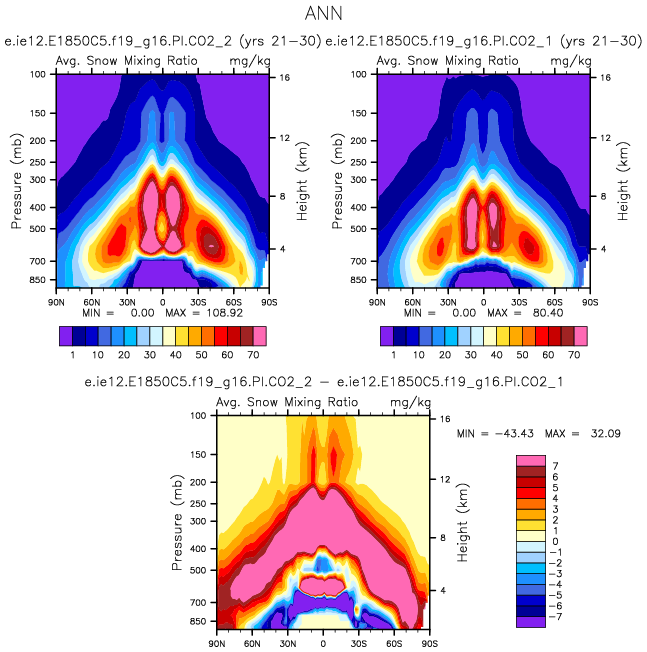 ANN
e.ie12.E1850C5.f19_g16.PI.CO2_2 (yrs 21-30) e.ie12.E1850C5.f19_g16.PI.CO2_1 (yrs 21-30)
Avg. Snow Mixing Ratio mg/kg Avg. Snow Mixing Ratio mg/kg
100 16 100 16
150 150
12 12
200 200
250 250
300 300
8 8
400 400
500 500
4 4
700 700
850 850
Pressure (mb) Height (km) Pressure (mb) Height (km)
90N 60N 30N 0 30S 60S 90S 90N 60N 30N 0 30S 60S 90S
MIN = 0.00 MAX = 108.92 MIN = 0.00 MAX = 80.40
1 10 20 30 40 50 60 70 1 10 20 30 40 50 60 70
e.ie12.E1850C5.f19_g16.PI.CO2_2 - e.ie12.E1850C5.f19_g16.PI.CO2_1
Avg. Snow Mixing Ratio mg/kg
MIN = -43.43 MAX = 32.09
100 16
150
12
200
250
300
8
400
500
4
700
850
Pressure (mb) Height (km)
90N 60N 30N 0 30S 60S 90S
7
6
5
4
3
2
1
0
-1
-2
-3
-4
-5
-6
-7